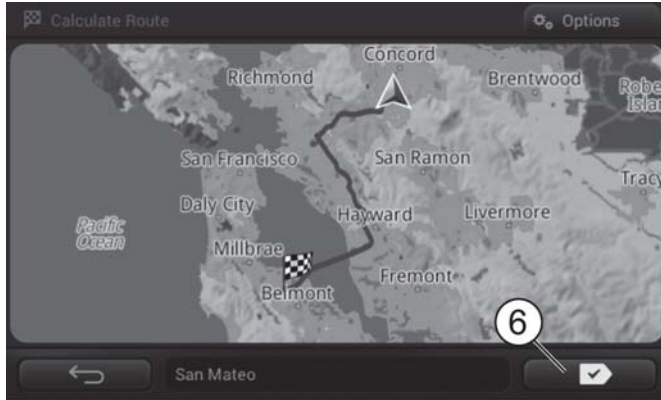 Calculate Route
Options
Concord
Richmond
Brentwood
San Francisco
San Ramon
Tracy
Daly City
Hayward
Livermore
Pacific
Ocean
Millbrae
Fremont
Belmont
6
San Mateo